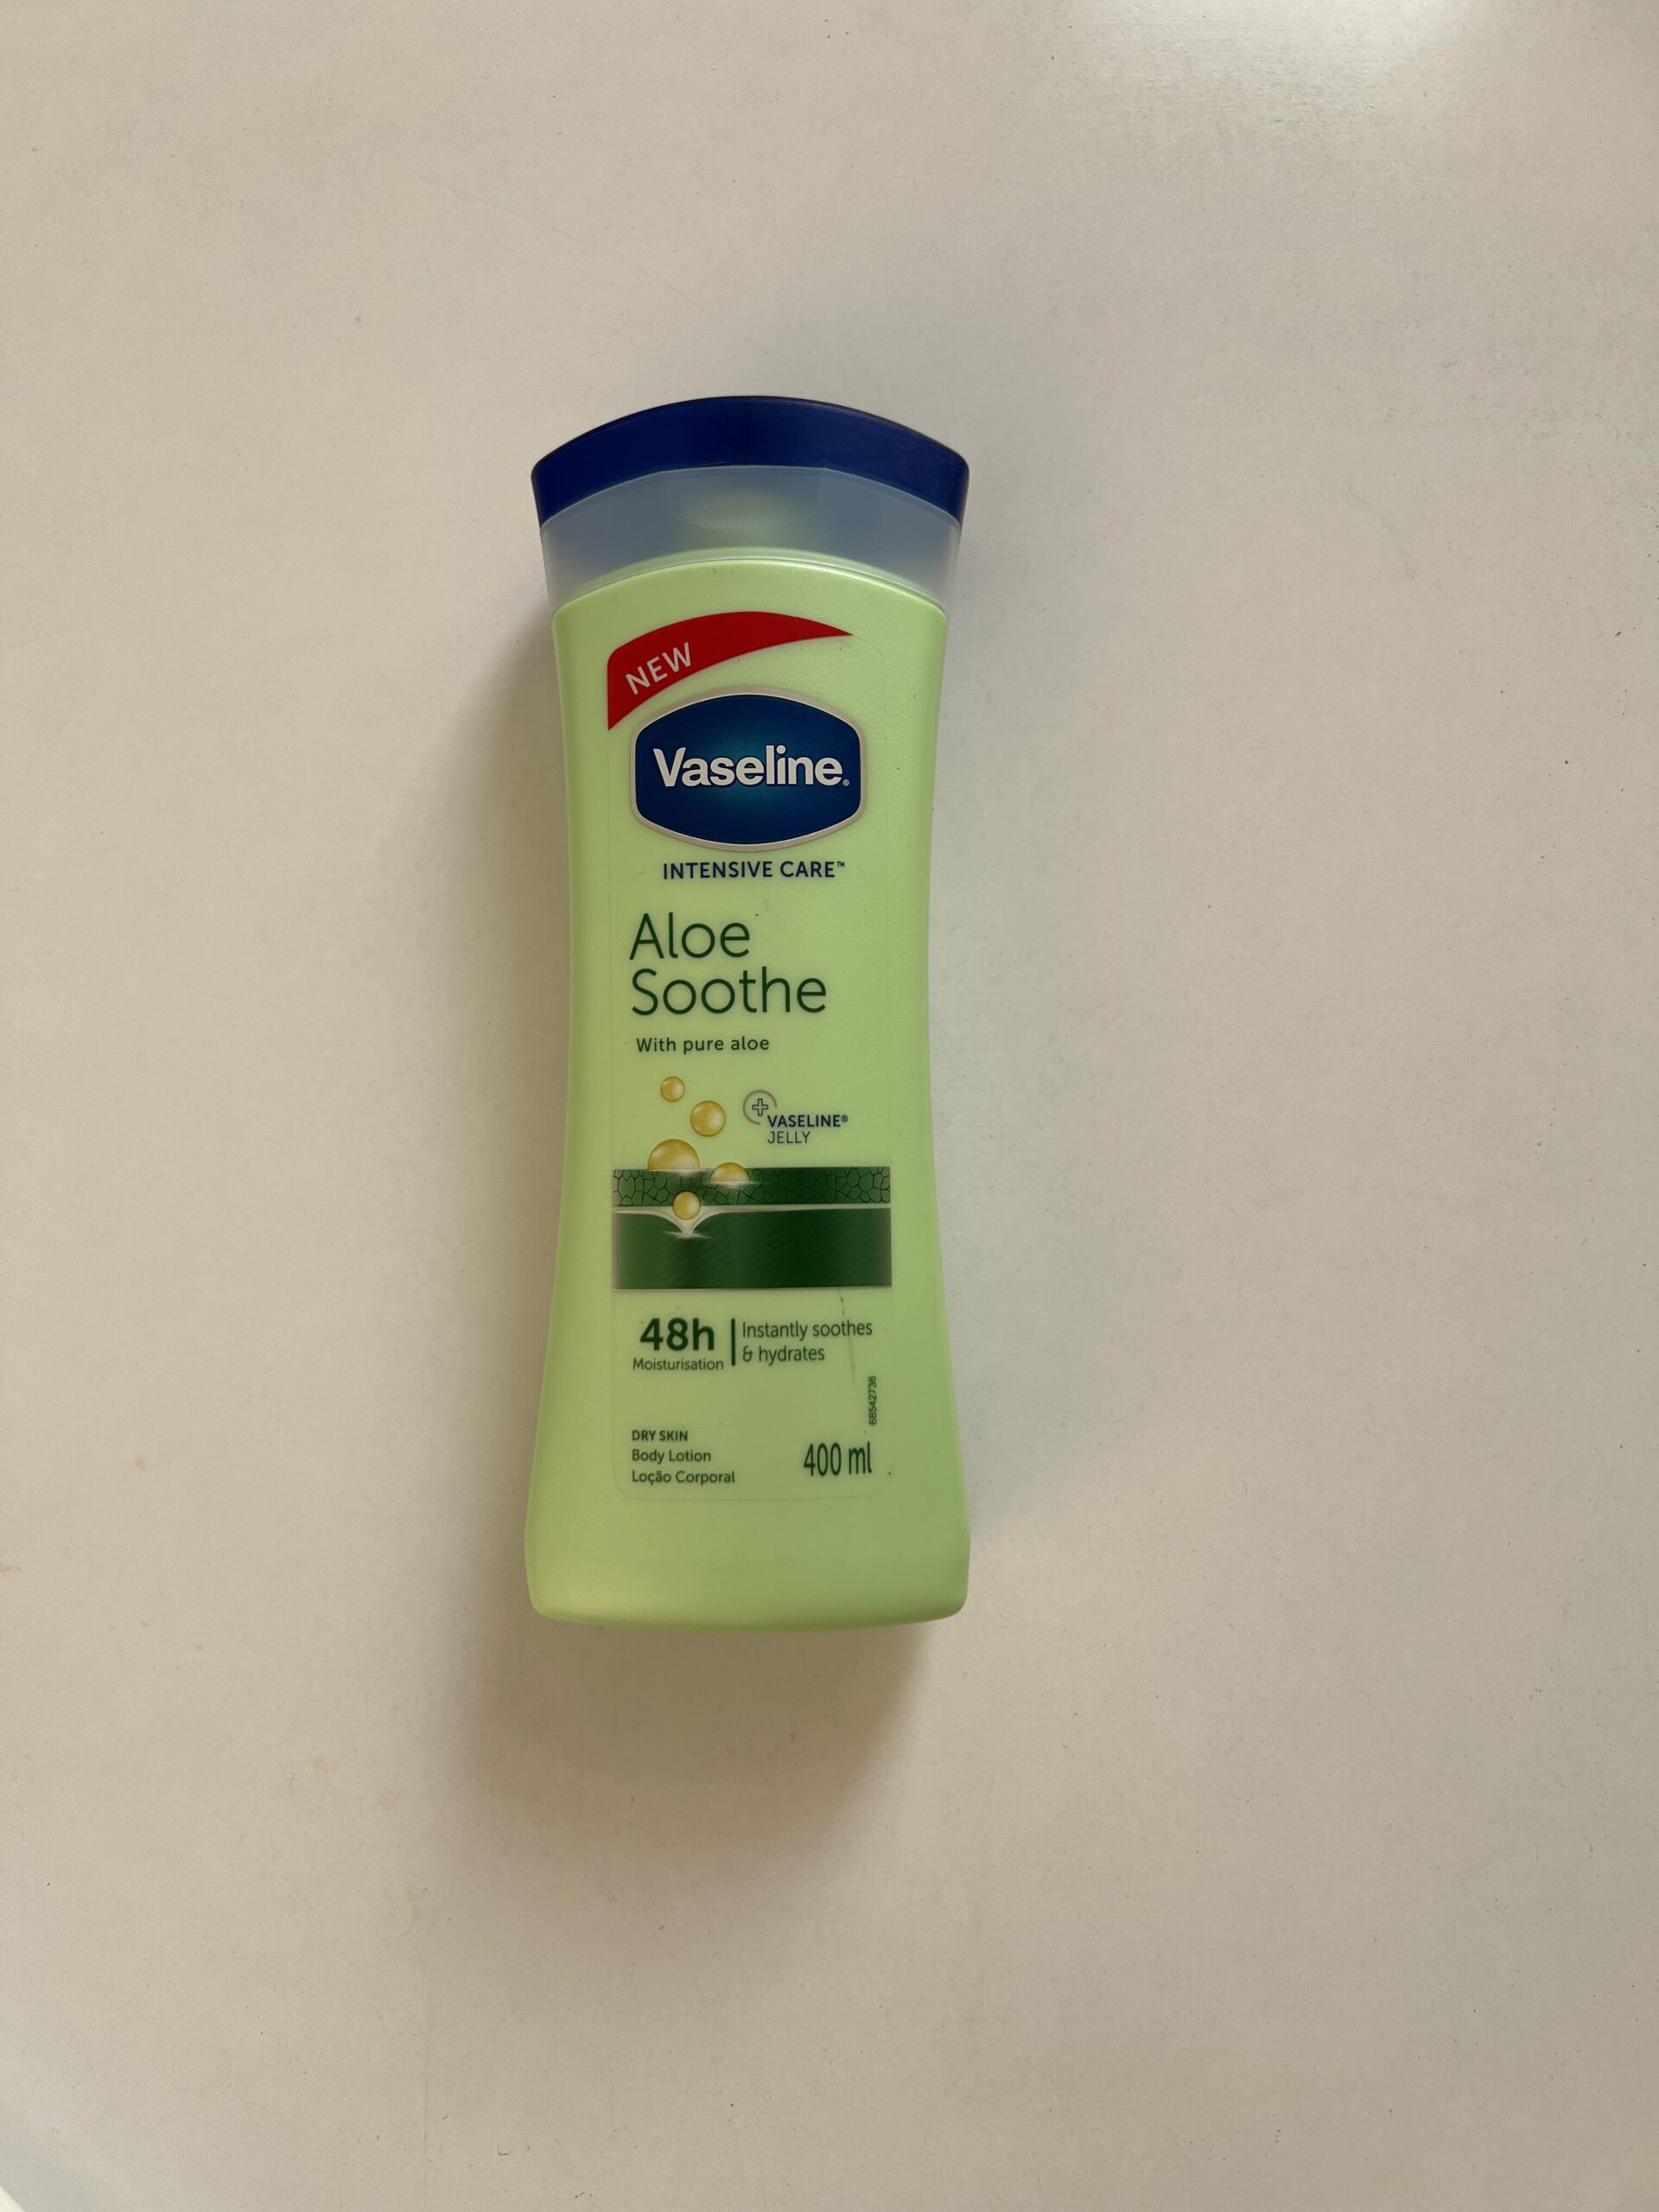 NEW
Vaseline®
INTENSIVE CARE™
Aloe
Soothe
With pure aloe
VASELINE®
JELLY
48h
Moisturisation
Instantly soothes
& hydrates
68542736
DRY SKIN
Body Lotion
Loção Corporal
400 ml